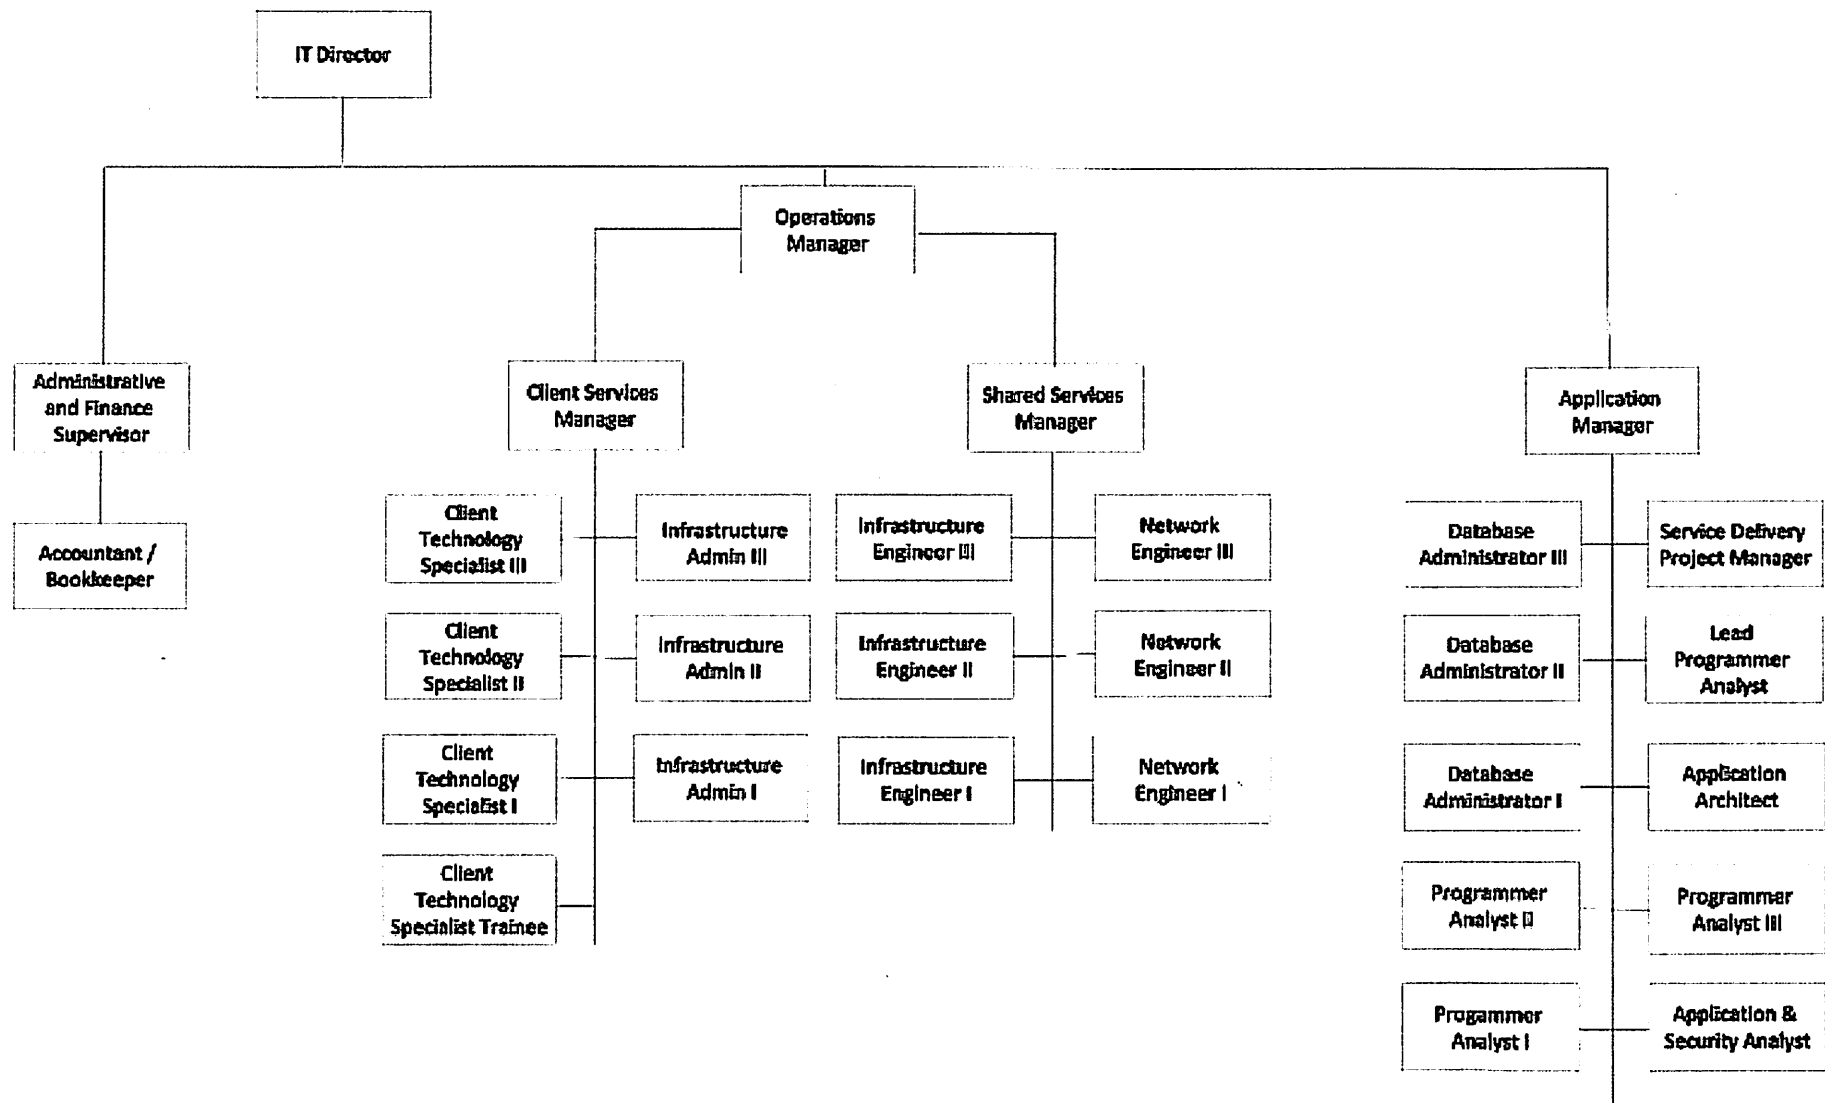 IT Director
Operations
Manager
Administrative
and Finance
Supervisor
Client Services
Manager
Shared Services
Manager
Application
Manager
Accountant /
Bookkeeper
Client
Technology
Specialist III
Infrastructure
Admin III
Infrastructure
Engineer III
Network
Engineer III
Database
Administrator III
Service Delivery
Project Manager
Client
Technology
Specialist II
Infrastructure
Admin II
Infrastructure
Engineer II
Network
Engineer II
Database
Administrator II
Lead
Programmer
Analyst
Client
Technology
Specialist I
Infrastructure
Admin I
Infrastructure
Engineer I
Network
Engineer I
Database
Administrator I
Application
Architect
Client
Technology
Specialist Trainee
Programmer
Analyst II
Programmer
Analyst III
Progammer
Analyst I
Application &
Security Analyst